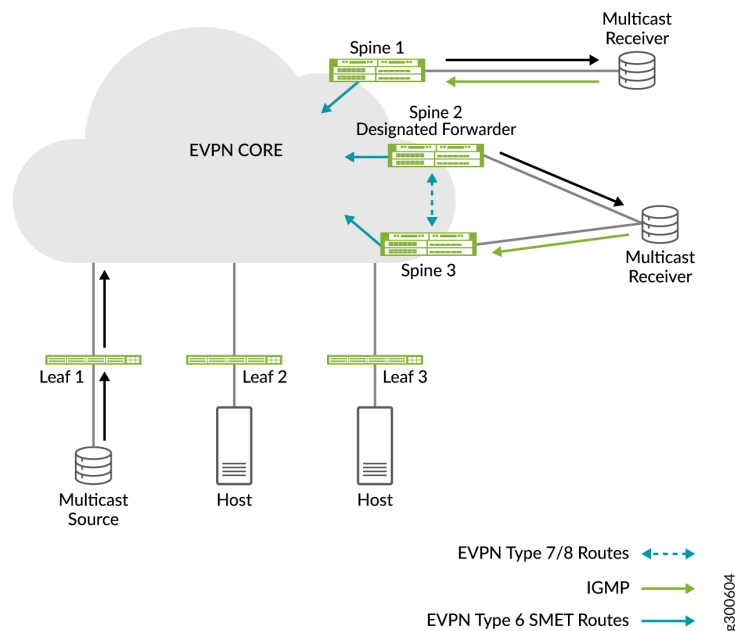 Multicast
Receiver
Spine 1
Spine 2
Designated Forwarder
EVPN CORE
Spine 3
Multicast
Receiver
Leaf 1
Leaf 2
Leaf 3
Multicast
Source
Host
Host
EVPN Type 7/8 Routes
IGMP
EVPN Type 6 SMET Routes
g300604